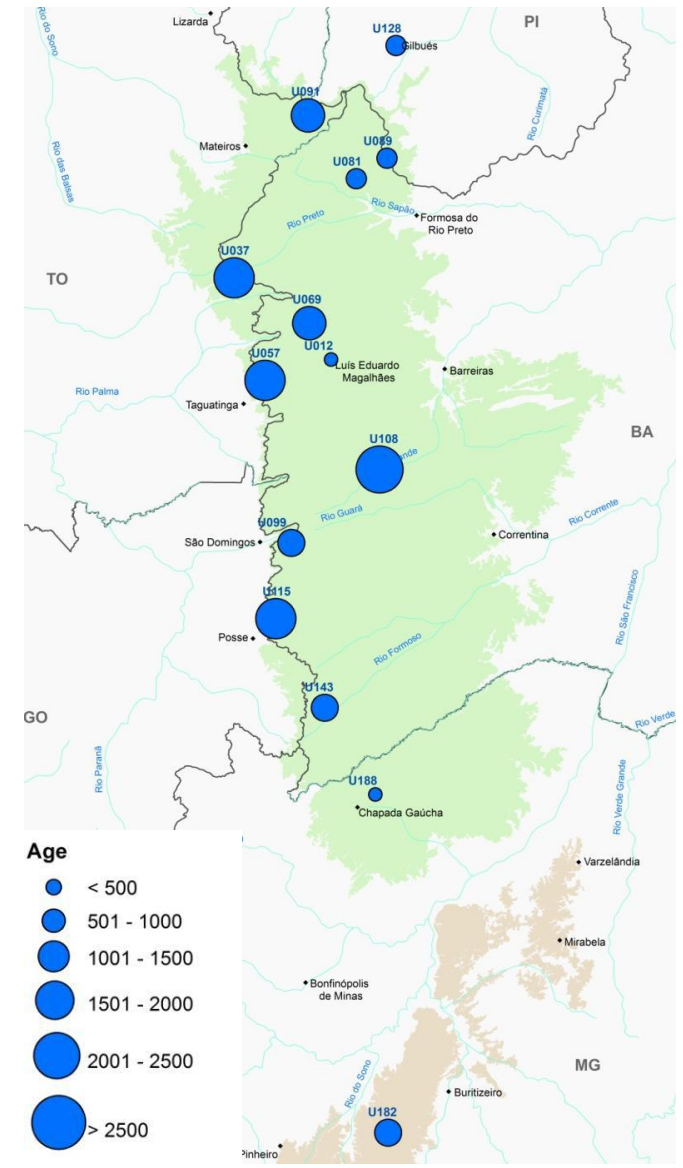 Rio do Sono
Lizarda
U128
PI
Gilbués
U091
Rio Curimatá
U089
Mateiros
U081
Rio das Balsas
Rio Sapão
Formosa do
Rio Preto
Rio Preto
U037
TO
U069
U012
U057
Luís Eduardo
Magalhães
Barreiras
Rio Palma
Taguatinga
U108
BA
nde
Rio Guará
Rio Corrente
U099
São Domingos
Correntina
U115
Rio São Francisco
Posse
Rio Formoso
U143
GO
Rio Verde
Rio Paranã
U188
Chapada Gaúcha
Rio Verde Grande
Age
< 500
501 - 1000
1001 - 1500
1501 - 2000
2001 - 2500
> 2500
Varzelândia
Mirabela
Bonfinópolis
de Minas
MG
Rio do Sono
Buritizeiro
U182
Pinheiro